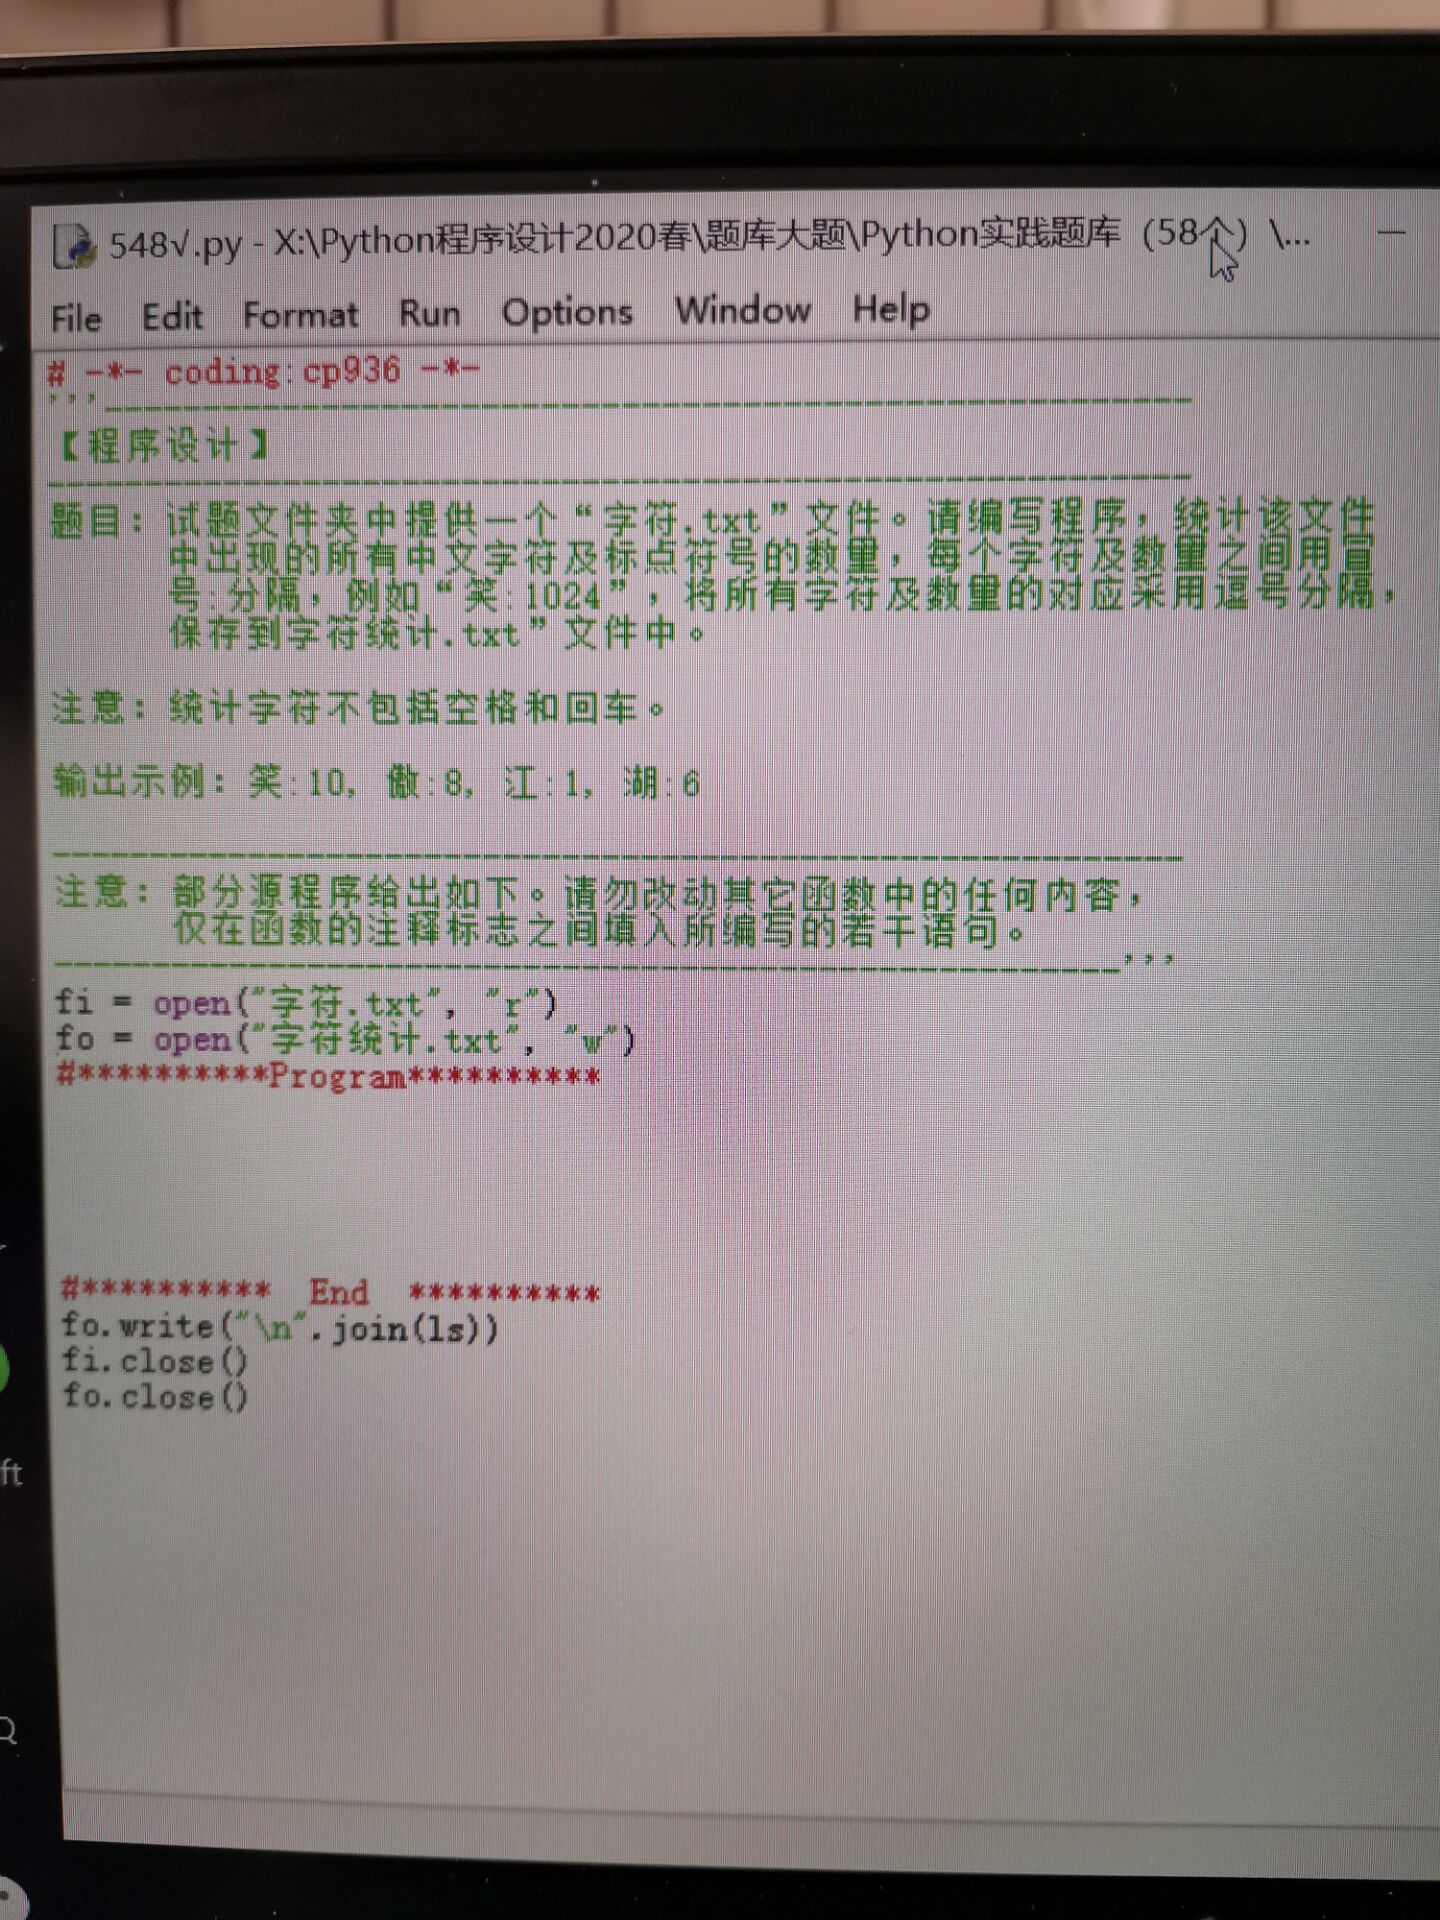 548√.py - X:\Python程序设计2020春\题库大题\Python实践题库（58个）\...
File Edit Format Run Options Window Help
# -*- coding:cp936 -*-
'''------------------------------------------------------
【程序设计】
---------------------------------------------------------
题目：试题文件夹中提供一个“字符.txt”文件。请编写程序，统计该文件
中出现的所有中文字符及标点符号的数量，每个字符及数量之间用冒
号:分隔，例如“笑:1024”，将所有字符及数量的对应采用逗号分隔，
保存到字符统计.txt”文件中。
注意：统计字符不包括空格和回车。
输出示例：笑:10, 傲:8, 江:1, 湖:6
---------------------------------------------------------
注意：部分源程序给出如下。请勿改动其它函数中的任何内容，
仅在函数的注释标志之间填入所编写的若干语句。
------------------------------------------------------'''
fi = open("字符.txt", "r")
fo = open("字符统计.txt", "w")
#**********Program**********
#********** End **********
fo.write("\n".join(ls))
fi.close()
fo.close()
ft